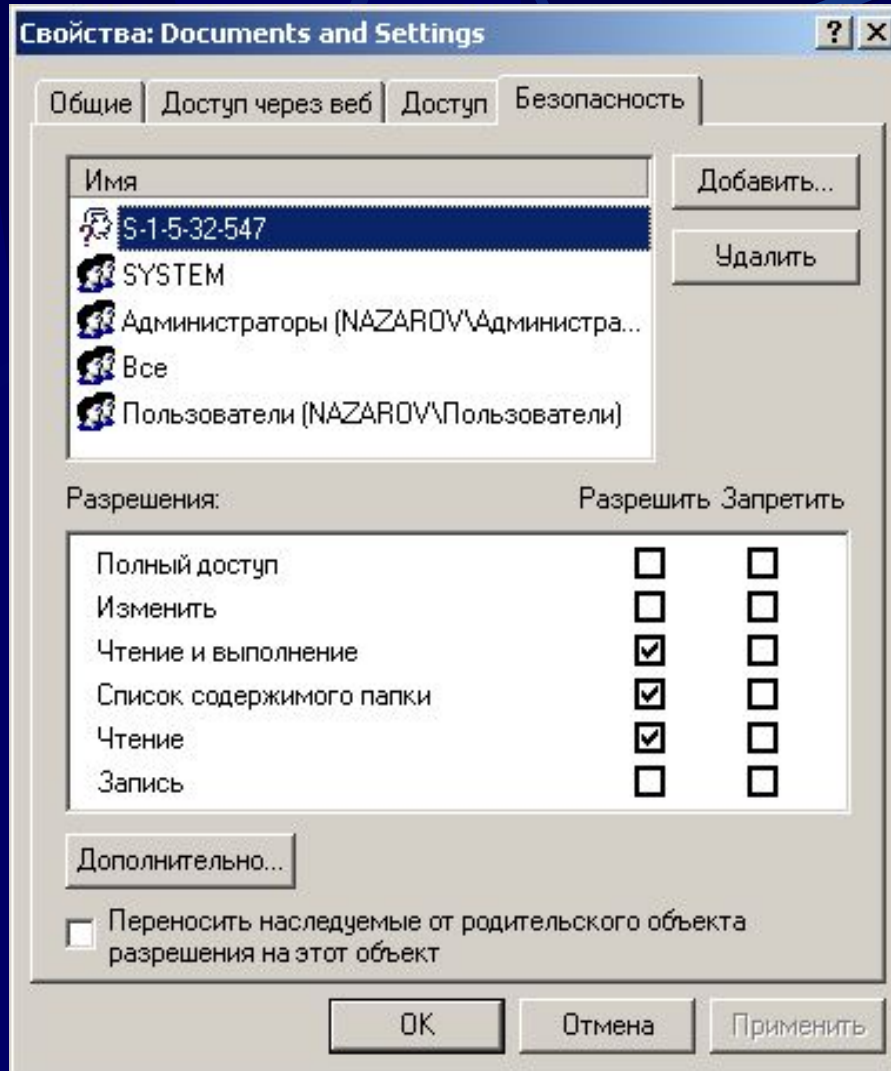 Свойства: Documents and Settings
Общие Доступ через веб Доступ Безопасность
Имя
Добавить...
S-1-5-32-547
Удалить
SYSTEM
Администраторы (NAZAROV\Администра...
Все
Пользователи (NAZAROV\Пользователи)
Разрешения: Разрешить Запретить
Полный доступ
Изменить
Чтение и выполнение
Список содержимого папки
Чтение
Запись
Дополнительно...
Переносить наследуемые от родительского объекта
разрешения на этот объект
OK Отмена Применить